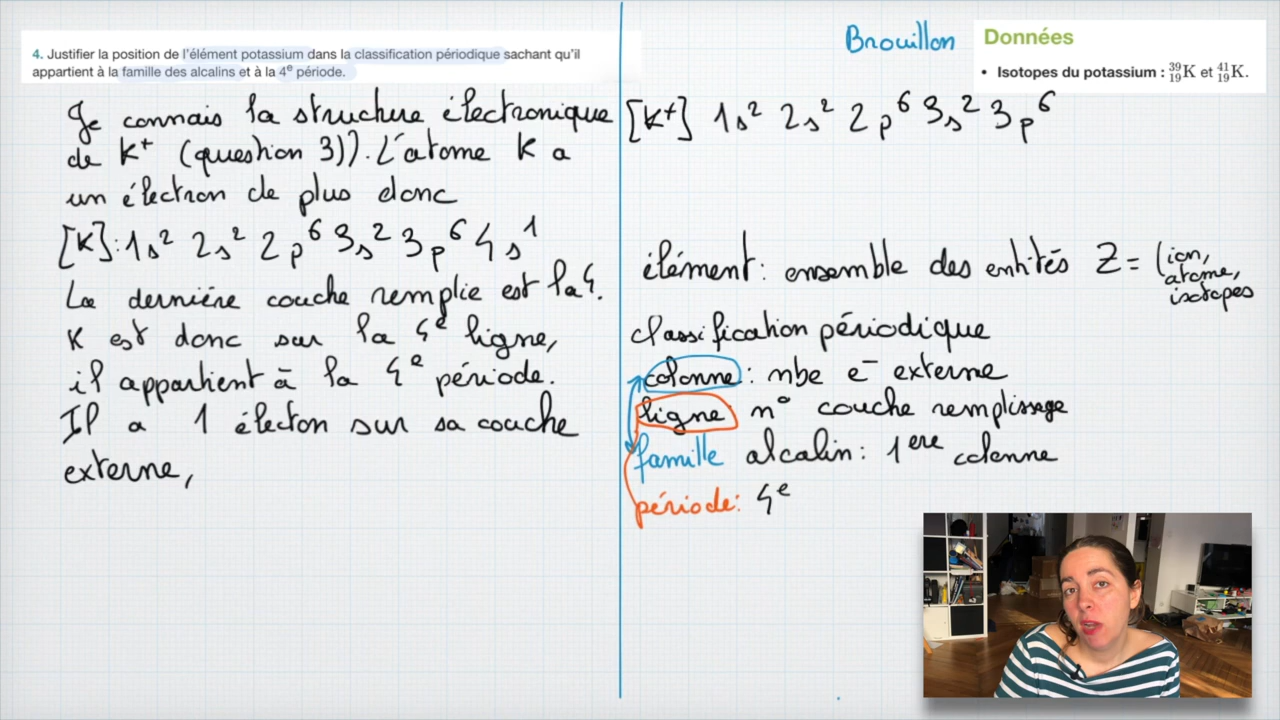 4. Justifier la position de l'élément potassium dans la classification périodique sachant qu'il
appartient à la famille des alcalins et à la 4e période.
Je connais la structure électronique
de K+ (question 3)). L'atome K a
un électron de plus donc
[K]: 1s² 2s² 2p⁶ 3s² 3p⁶ 4s¹
La dernière couche remplie est la 4.
K est donc sur la 4e ligne,
il appartient à la 4e période.
Il a 1 électron sur sa couche
externe,
Brouillon
Données
• Isotopes du potassium : ³⁹₁₉K et ⁴¹₁₉K.
[K+] 1s² 2s² 2p⁶ 3s² 3p⁶
élément: ensemble des entités Z = (ion,
atome,
isotopes
classification périodique
colonne: nbe e⁻ externe
ligne: n° couche remplissage
famille alcalin: 1ere colonne
période: 4e